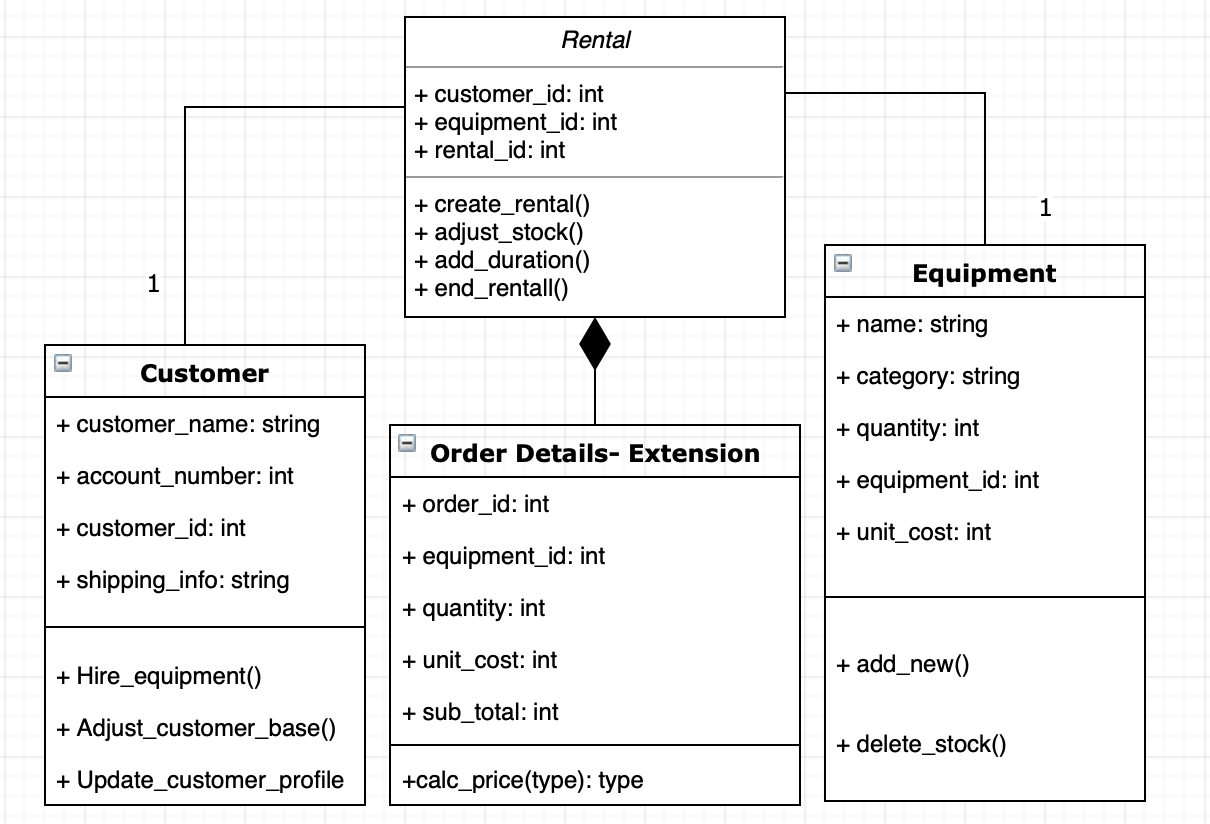 Rental
+ customer_id: int
+ equipment_id: int
+ rental_id: int
+ create_rental()
+ adjust_stock()
+ add_duration()
+ end_rentall()
1
1
Customer
+ customer_name: string
+ account_number: int
+ customer_id: int
+ shipping_info: string
+ Hire_equipment()
+ Adjust_customer_base()
+ Update_customer_profile
Order Details- Extension
+ order_id: int
+ equipment_id: int
+ quantity: int
+ unit_cost: int
+ sub_total: int
+calc_price(type): type
Equipment
+ name: string
+ category: string
+ quantity: int
+ equipment_id: int
+ unit_cost: int
+ add_new()
+ delete_stock()